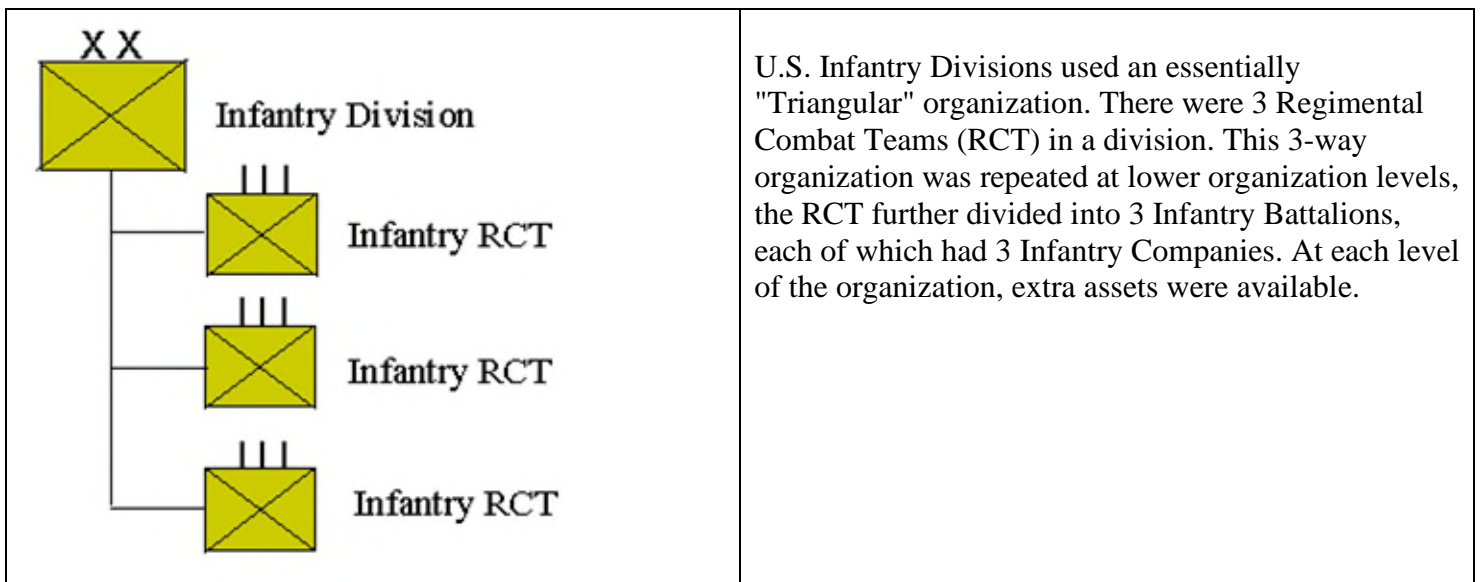 X X
Infantry Division
III
Infantry RCT
III
Infantry RCT
III
Infantry RCT
U.S. Infantry Divisions used an essentially
"Triangular" organization. There were 3 Regimental
Combat Teams (RCT) in a division. This 3-way
organization was repeated at lower organization levels,
the RCT further divided into 3 Infantry Battalions,
each of which had 3 Infantry Companies. At each level
of the organization, extra assets were available.